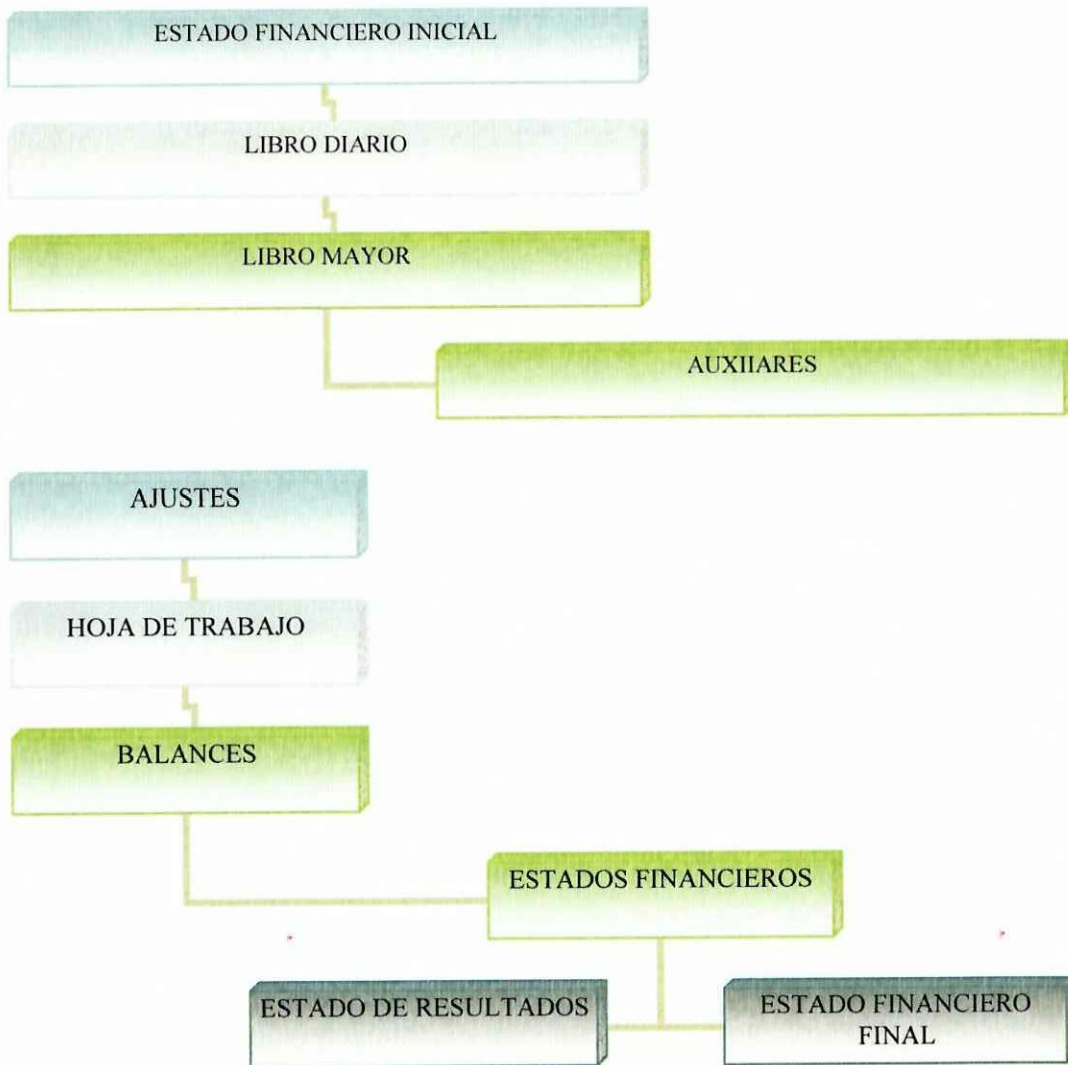 ESTADO FINANCIERO INICIAL
LIBRO DIARIO
LIBRO MAYOR
AUXIIARES
AJUSTES
HOJA DE TRABAJO
BALANCES
ESTADOS FINANCIEROS
ESTADO DE RESULTADOS
ESTADO FINANCIERO
FINAL